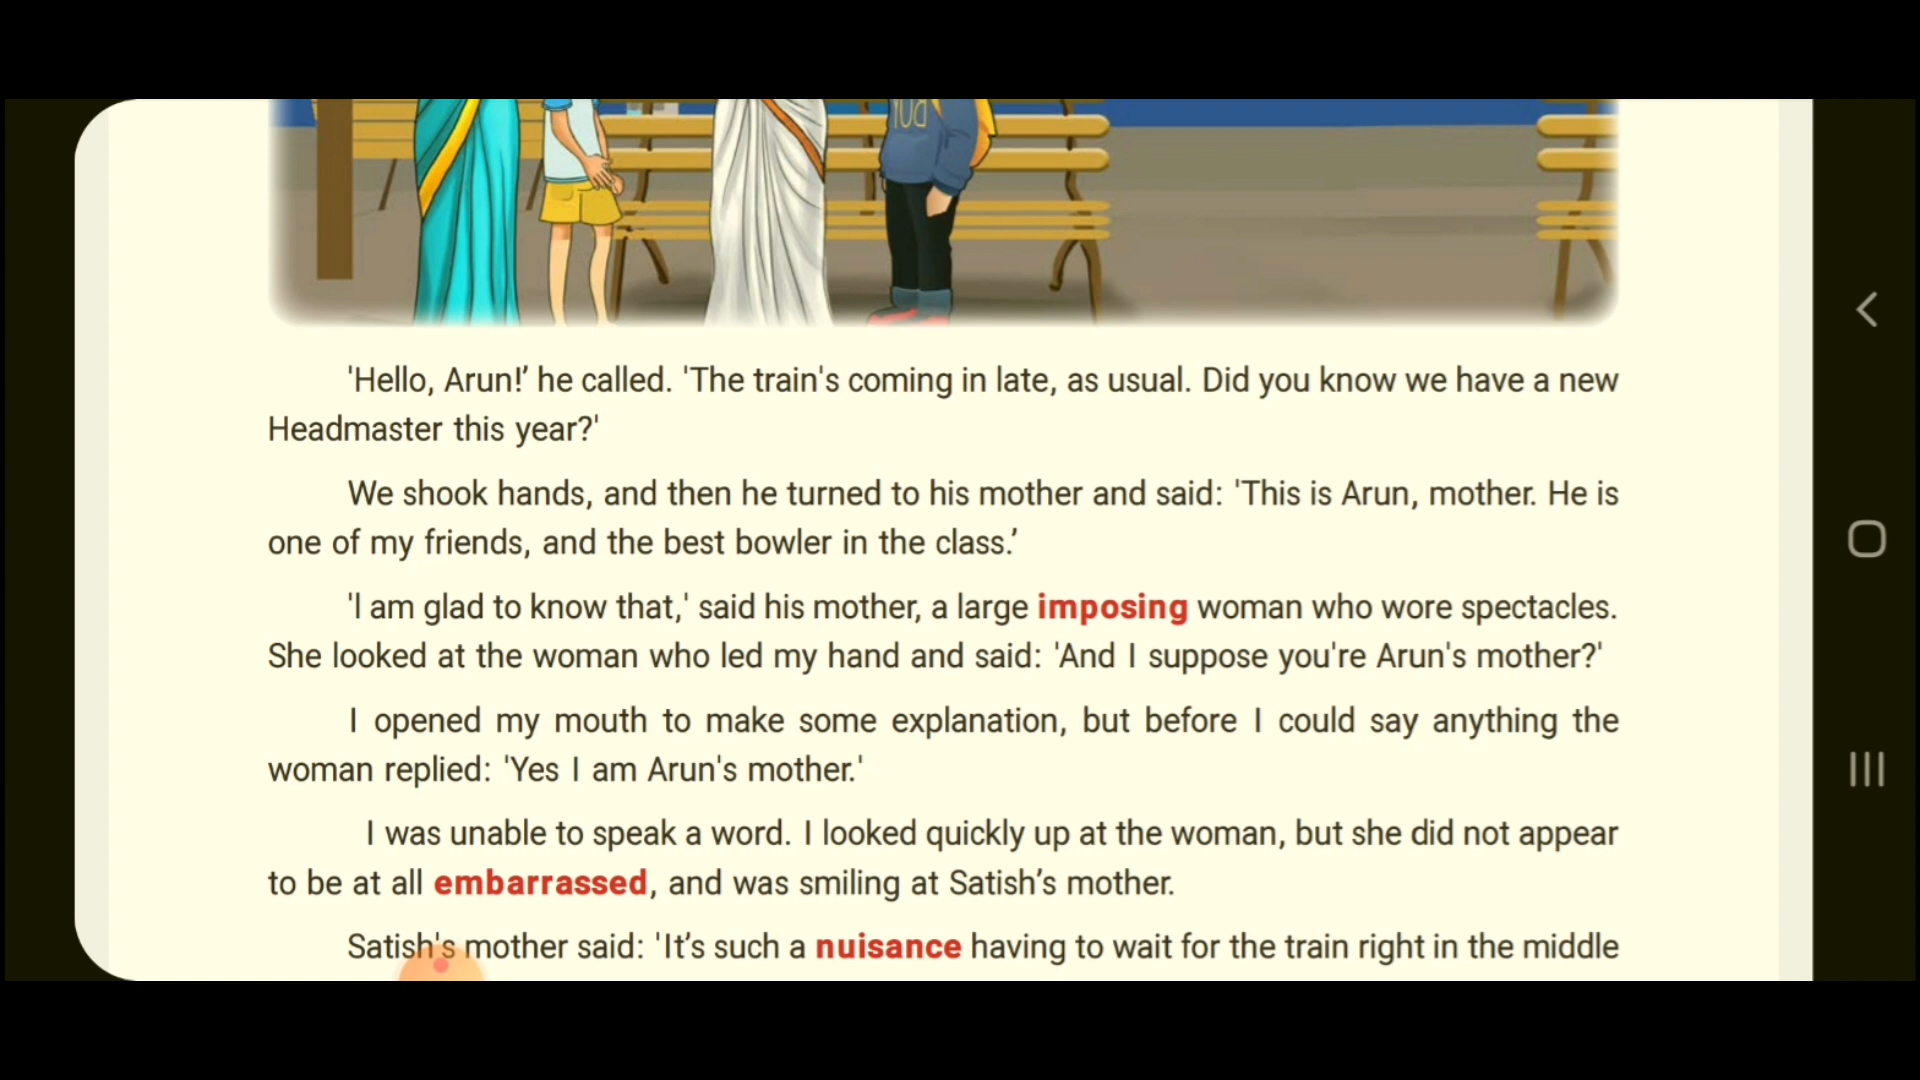 'Hello, Arun!’ he called. 'The train's coming in late, as usual. Did you know we have a new
Headmaster this year?'
We shook hands, and then he turned to his mother and said: 'This is Arun, mother. He is
one of my friends, and the best bowler in the class.’
'I am glad to know that,' said his mother, a large imposing woman who wore spectacles.
She looked at the woman who led my hand and said: 'And I suppose you're Arun's mother?'
I opened my mouth to make some explanation, but before I could say anything the
woman replied: 'Yes I am Arun's mother.'
I was unable to speak a word. I looked quickly up at the woman, but she did not appear
to be at all embarrassed, and was smiling at Satish’s mother.
Satish's mother said: 'It’s such a nuisance having to wait for the train right in the middle